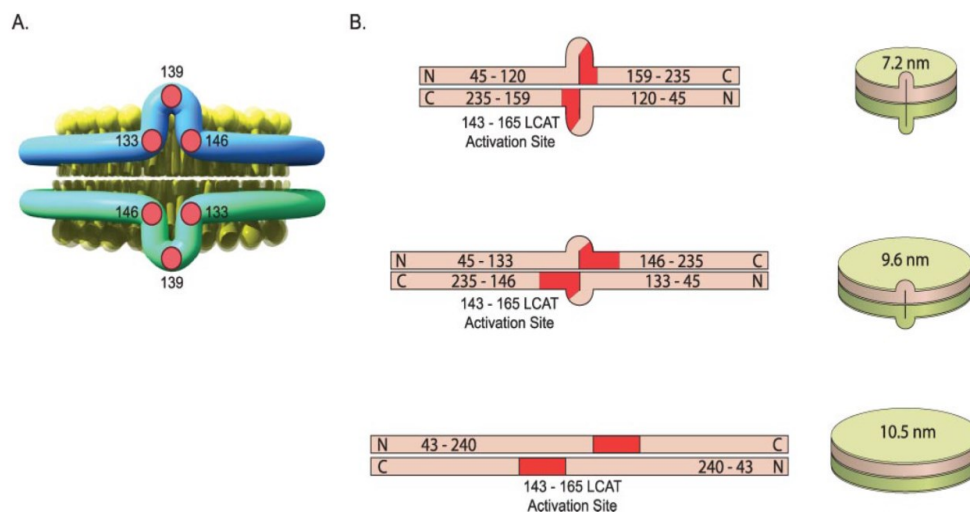 A.
139
133
146
146
133
139
B.
N 45 - 120 159 - 235 C
C 235 - 159 120 - 45 N
143 - 165 LCAT
Activation Site
7.2 nm
N 45 - 133 146 - 235 C
C 235 - 146 133 - 45 N
143 - 165 LCAT
Activation Site
9.6 nm
N 43 - 240 C
C 240 - 43 N
143 - 165 LCAT
Activation Site
10.5 nm